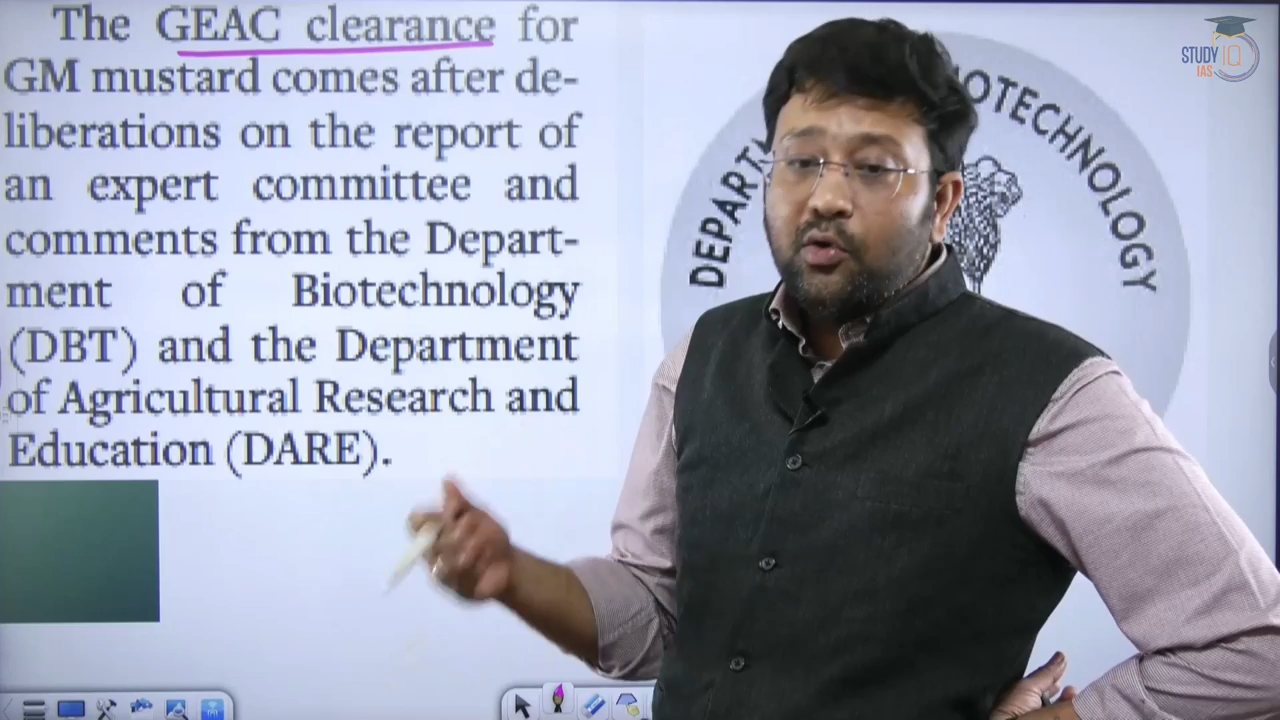 The GEAC clearance for
GM mustard comes after de-
liberations on the report of
an expert committee and
comments from the Depart-
ment of Biotechnology
(DBT) and the Department
of Agricultural Research and
Education (DARE).
STUDY IQ
IAS